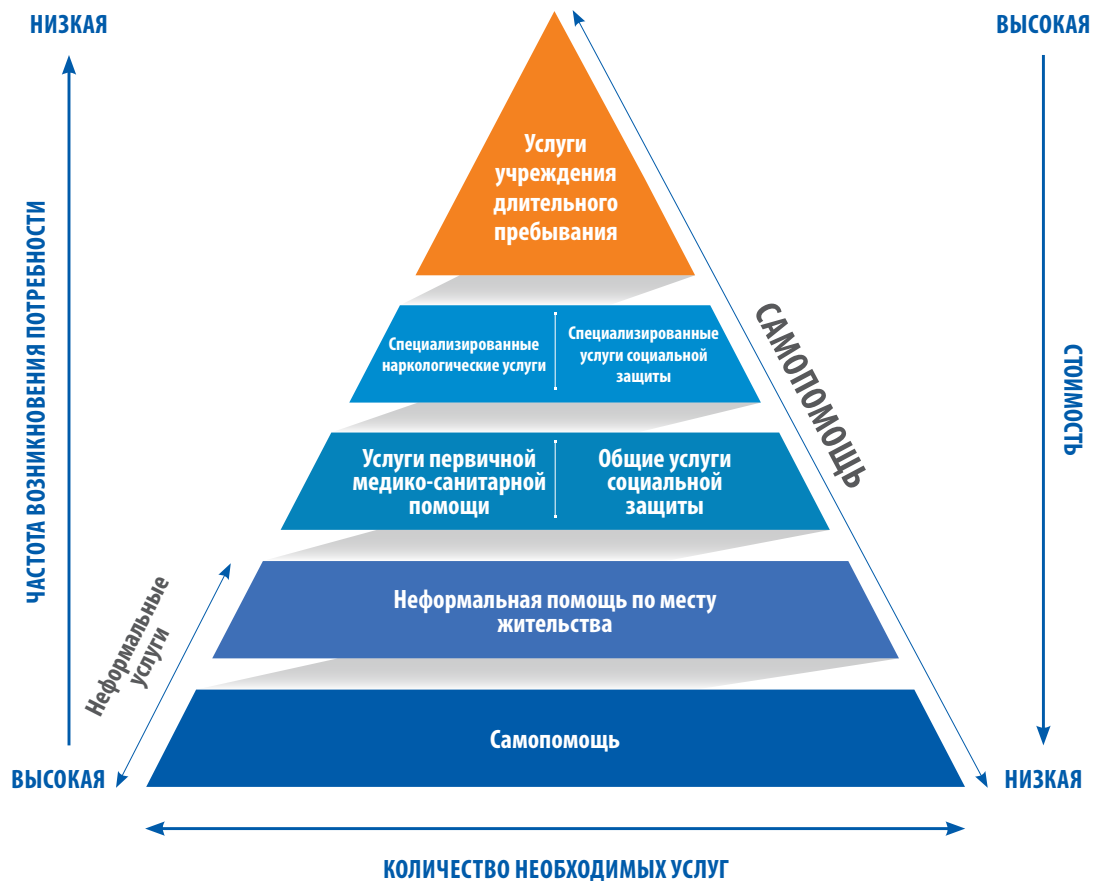 НИЗКАЯ
ВЫСОКАЯ
Услуги
учреждения
длительного
пребывания
ЧАСТОТА ВОЗНИКНОВЕНИЯ ПОТРЕБНОСТИ
САМОПОМОЩЬ
СТОИМОСТЬ
Специализированные
наркологические услуги
Специализированные
услуги социальной
защиты
Услуги первичной
медико-санитарной
помощи
Общие услуги
социальной
защиты
Неформальные
услуги
Неформальная помощь по месту
жительства
Самопомощь
ВЫСОКАЯ
НИЗКАЯ
КОЛИЧЕСТВО НЕОБХОДИМЫХ УСЛУГ